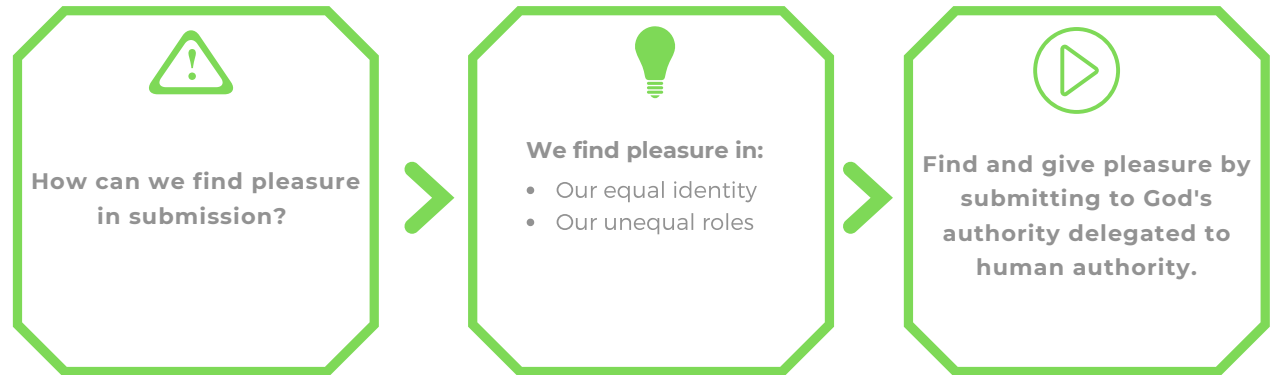 How can we find pleasure
in submission?
We find pleasure in:
• Our equal identity
• Our unequal roles
Find and give pleasure by
submitting to God's
authority delegated to
human authority.